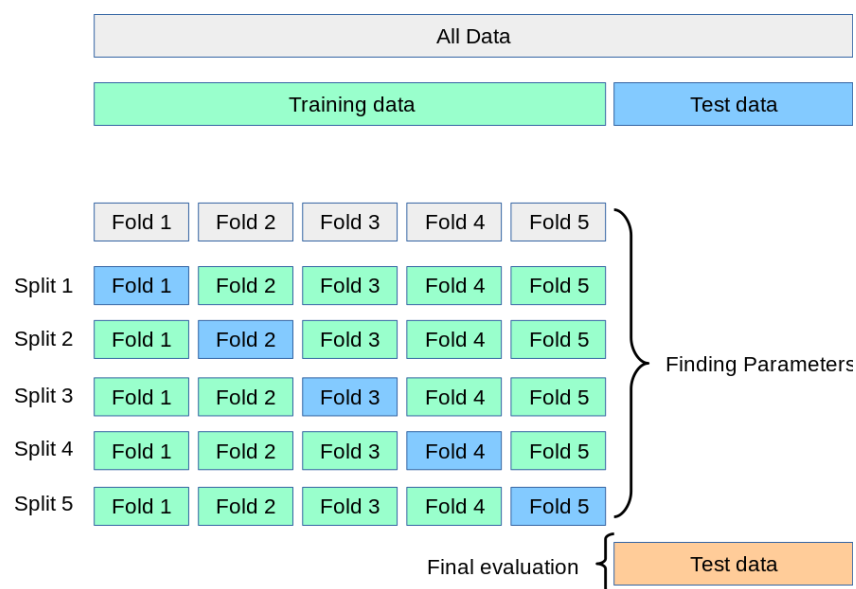 All Data
Training data Test data
Fold 1 Fold 2 Fold 3 Fold 4 Fold 5
Split 1 Fold 1 Fold 2 Fold 3 Fold 4 Fold 5
Split 2 Fold 1 Fold 2 Fold 3 Fold 4 Fold 5
Finding Parameters
Split 3 Fold 1 Fold 2 Fold 3 Fold 4 Fold 5
Split 4 Fold 1 Fold 2 Fold 3 Fold 4 Fold 5
Split 5 Fold 1 Fold 2 Fold 3 Fold 4 Fold 5
Final evaluation Test data